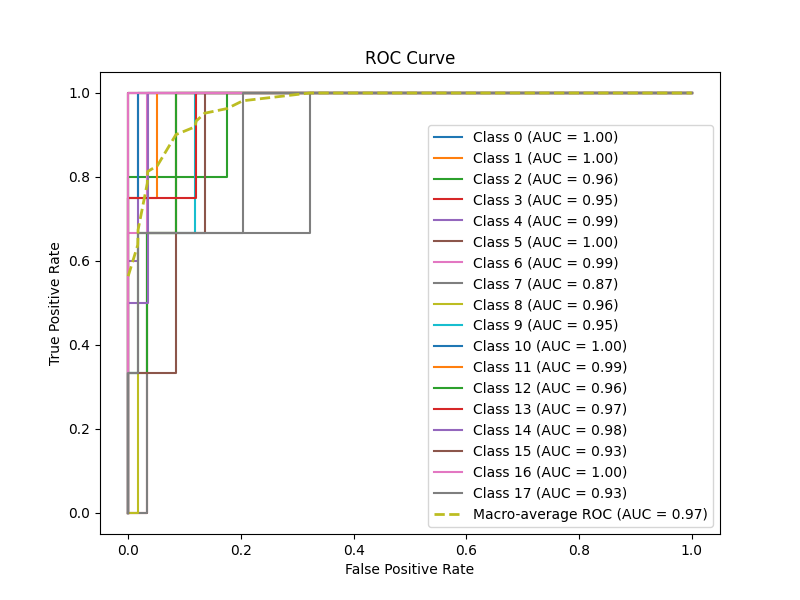 ROC Curve
1.0
0.8
0.6
0.4
0.2
0.0
True Positive Rate
Class 0 (AUC = 1.00)
Class 1 (AUC = 1.00)
Class 2 (AUC = 0.96)
Class 3 (AUC = 0.95)
Class 4 (AUC = 0.99)
Class 5 (AUC = 1.00)
Class 6 (AUC = 0.99)
Class 7 (AUC = 0.87)
Class 8 (AUC = 0.96)
Class 9 (AUC = 0.95)
Class 10 (AUC = 1.00)
Class 11 (AUC = 0.99)
Class 12 (AUC = 0.96)
Class 13 (AUC = 0.97)
Class 14 (AUC = 0.98)
Class 15 (AUC = 0.93)
Class 16 (AUC = 1.00)
Class 17 (AUC = 0.93)
Macro-average ROC (AUC = 0.97)
0.0 0.2 0.4 0.6 0.8 1.0
False Positive Rate